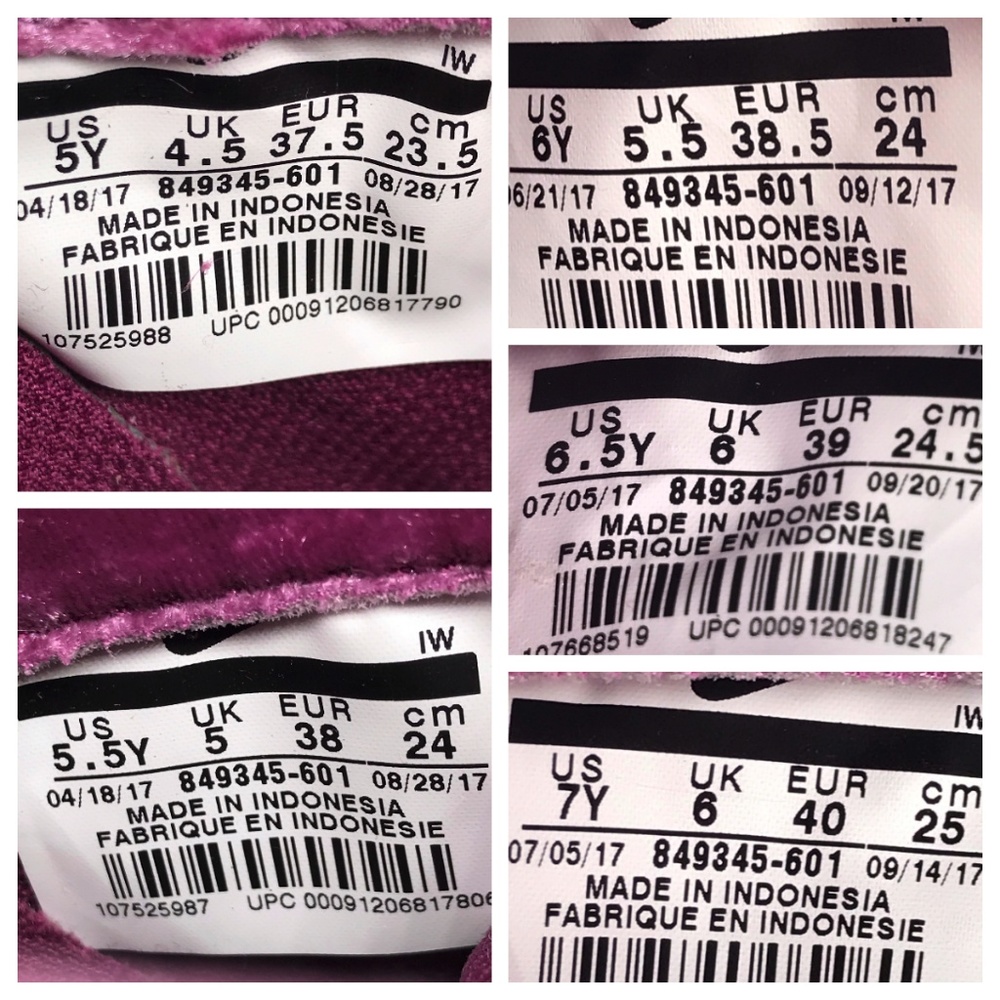 IW
US UK EUR cm
5Y 4.5 37.5 23.5
04/18/17 849345-601 08/28/17
MADE IN INDONESIA
FABRIQUE EN INDONESIE
107525988 UPC 00091206817790
IW
US UK EUR cm
5.5Y 5 38 24
04/18/17 849345-601 08/28/17
MADE IN INDONESIA
FABRIQUE EN INDONESIE
107525987 UPC 00091206817806
US UK EUR cm
6Y 5.5 38.5 24
06/21/17 849345-601 09/12/17
MADE IN INDONESIA
FABRIQUE EN INDONESIE
US UK EUR cm
6.5Y 6 39 24.5
07/05/17 849345-601 09/20/17
MADE IN INDONESIA
FABRIQUE EN INDONESIE
107668519 UPC 00091206818247
IW
US UK EUR cm
7Y 6 40 25
07/05/17 849345-601 09/14/17
MADE IN INDONESIA
FABRIQUE EN INDONESIE